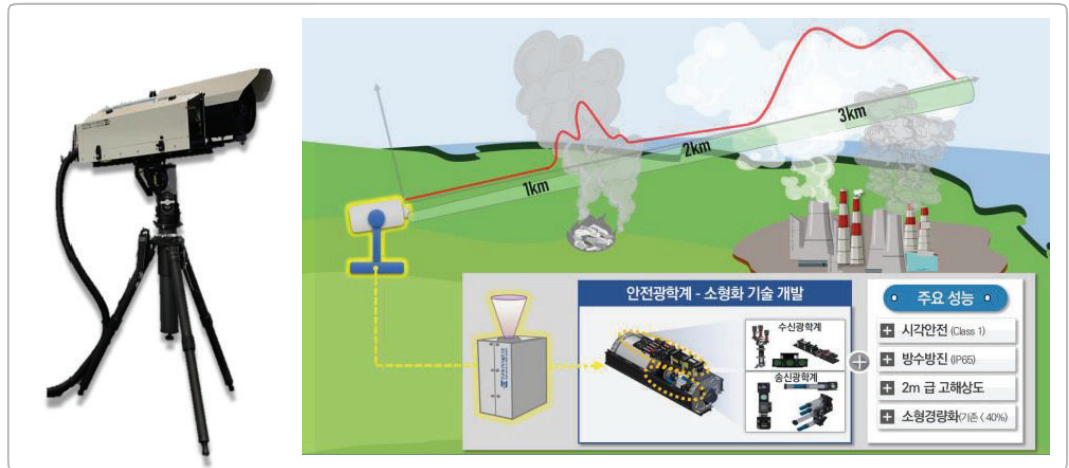 1km
2km
3km
안전광학계 - 소형화 기술 개발
수신광학계
송신광학계
주요 성능
시각안전 (Class 1)
방수방진 (IP65)
2m 급 고해상도
소형경량화(기존 < 40%)